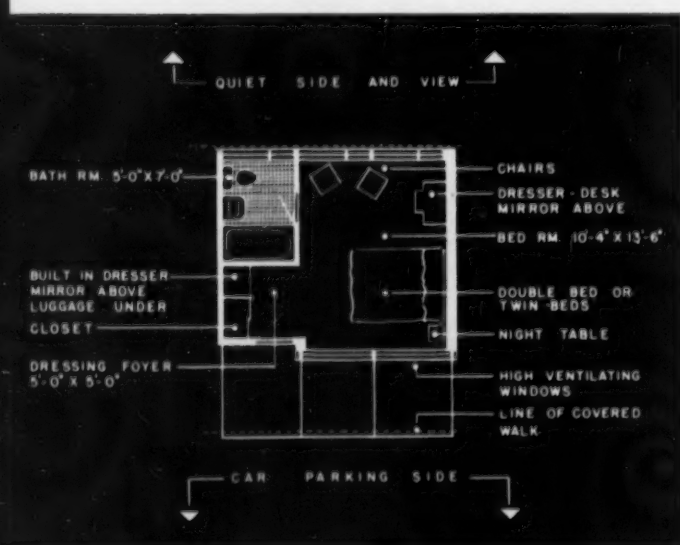 QUIET SIDE AND VIEW
BATH RM. 5'-0" X 7'-0"
BUILT IN DRESSER
MIRROR ABOVE
LUGGAGE UNDER
CLOSET
DRESSING FOYER
5'-0" X 5'-0"
CHAIRS
DRESSER-DESK
MIRROR ABOVE
BED RM. 10'-4" X 13'-6"
DOUBLE BED OR
TWIN BEDS
NIGHT TABLE
HIGH VENTILATING
WINDOWS
LINE OF COVERED
WALK
CAR PARKING SIDE